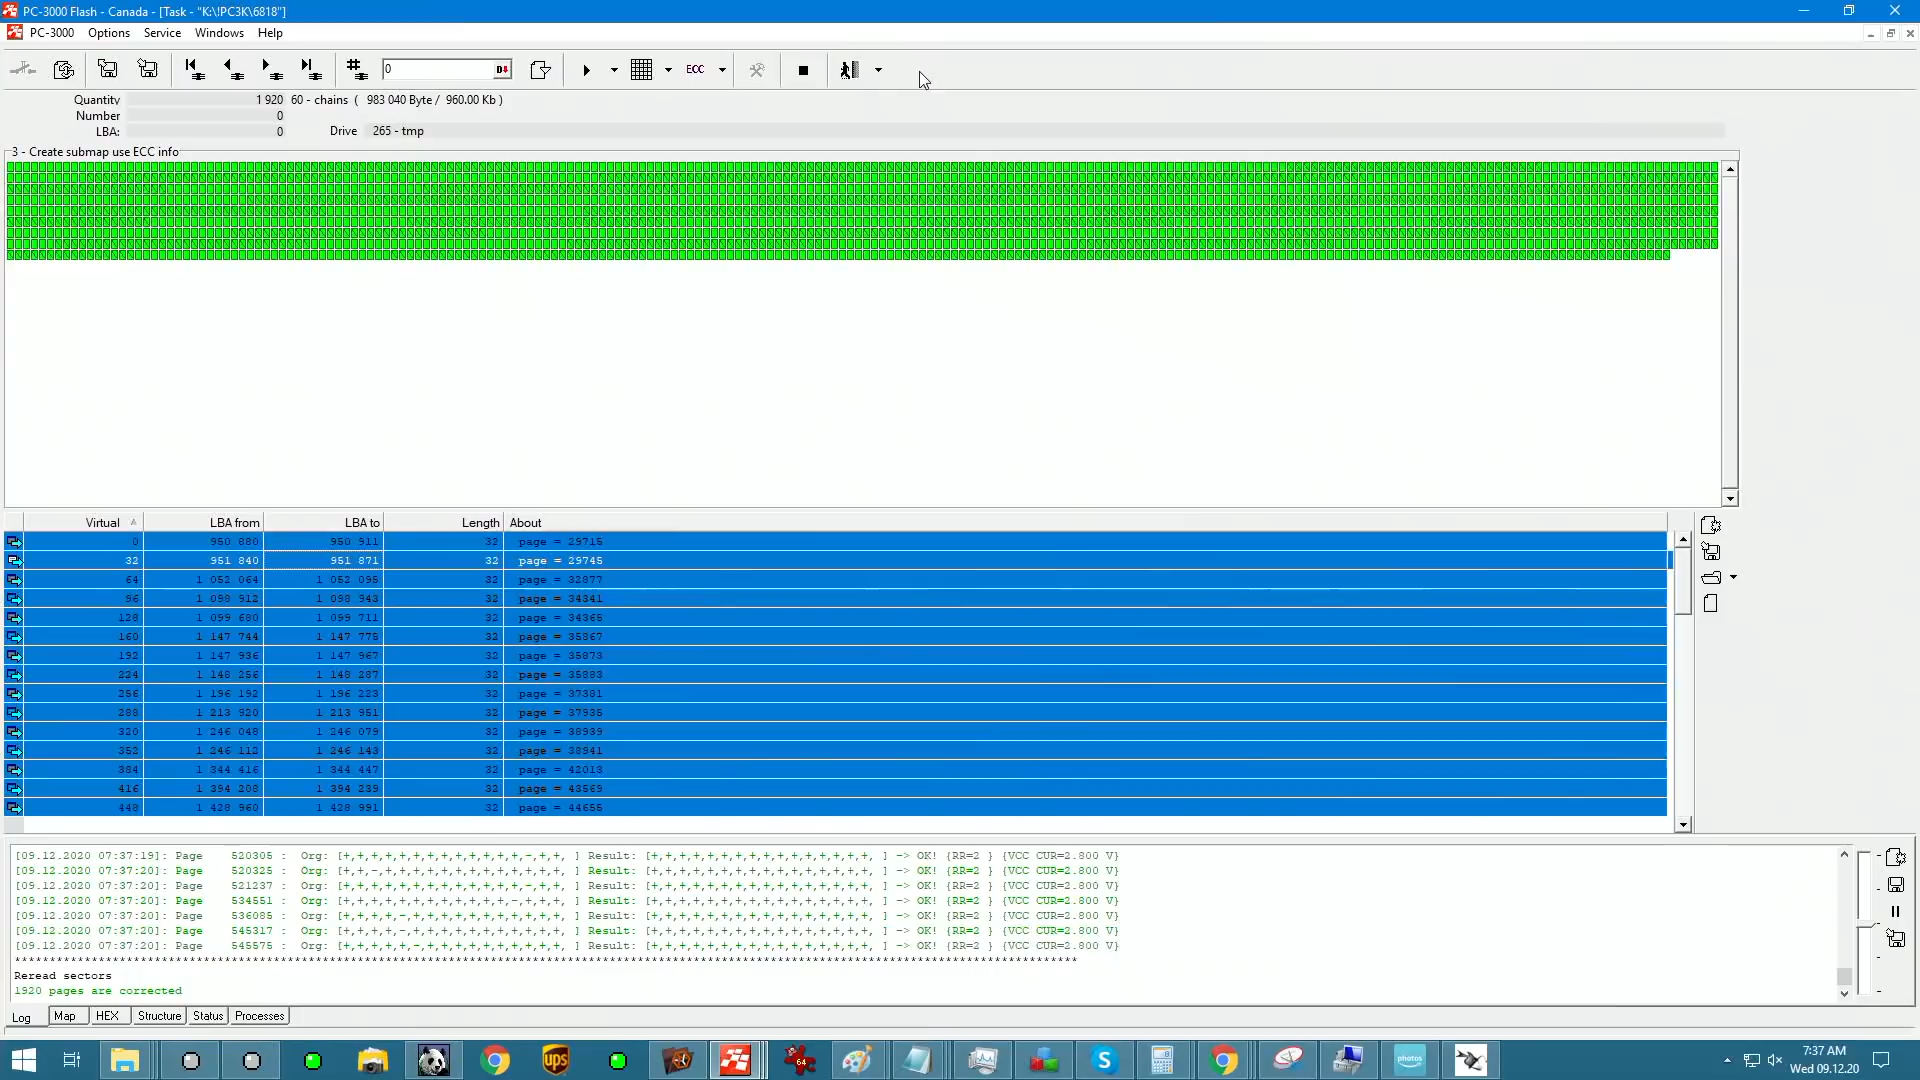 PC-3000 Flash - Canada - [Task - "K:\!PC3K\6818"]
PC-3000 Options Service Windows Help
0 ECC
Quantity 1 920 60 - chains ( 983 040 Byte / 960.00 Kb )
Number 0
LBA: 0 Drive 265 - tmp
3 - Create submap use ECC info
Virtual LBA from LBA to Length About
0 950 880 950 911 32 page = 29715
32 951 840 951 871 32 page = 29745
64 1 052 064 1 052 095 32 page = 32877
96 1 098 912 1 098 943 32 page = 34341
128 1 099 680 1 099 711 32 page = 34365
160 1 147 744 1 147 775 32 page = 35867
192 1 147 936 1 147 967 32 page = 35873
224 1 148 256 1 148 287 32 page = 35883
256 1 196 192 1 196 223 32 page = 37381
288 1 213 920 1 213 951 32 page = 37935
320 1 246 048 1 246 079 32 page = 38939
352 1 246 112 1 246 143 32 page = 38941
384 1 344 416 1 344 447 32 page = 42013
416 1 394 208 1 394 239 32 page = 43569
448 1 428 960 1 428 991 32 page = 44655
[09.12.2020 07:37:19]: Page 520305 : Org: [+,+,+,+,+,+,+,+,+,+,+,+,+,-,+,+, ] Result: [+,+,+,+,+,+,+,+,+,+,+,+,+,+,+,+, ] -> OK! {RR=2 } {VCC CUR=2.800 V}
[09.12.2020 07:37:20]: Page 520325 : Org: [+,+,-,+,+,+,+,+,+,+,+,+,+,+,+,+, ] Result: [+,+,+,+,+,+,+,+,+,+,+,+,+,+,+,+, ] -> OK! {RR=2 } {VCC CUR=2.800 V}
[09.12.2020 07:37:20]: Page 521237 : Org: [+,+,+,+,+,+,+,+,+,+,+,+,+,-,+,+, ] Result: [+,+,+,+,+,+,+,+,+,+,+,+,+,+,+,+, ] -> OK! {RR=2 } {VCC CUR=2.800 V}
[09.12.2020 07:37:20]: Page 534551 : Org: [+,+,+,+,+,+,+,+,+,+,+,+,-,+,+,+, ] Result: [+,+,+,+,+,+,+,+,+,+,+,+,+,+,+,+, ] -> OK! {RR=2 } {VCC CUR=2.800 V}
[09.12.2020 07:37:20]: Page 536085 : Org: [+,+,+,+,-,+,+,+,+,+,+,+,+,+,+,+, ] Result: [+,+,+,+,+,+,+,+,+,+,+,+,+,+,+,+, ] -> OK! {RR=2 } {VCC CUR=2.800 V}
[09.12.2020 07:37:20]: Page 545317 : Org: [+,+,+,+,-,+,+,+,+,+,+,+,+,+,+,+, ] Result: [+,+,+,+,+,+,+,+,+,+,+,+,+,+,+,+, ] -> OK! {RR=2 } {VCC CUR=2.800 V}
[09.12.2020 07:37:20]: Page 545575 : Org: [+,+,+,+,+,-,+,+,+,+,+,+,+,+,+,+, ] Result: [+,+,+,+,+,+,+,+,+,+,+,+,+,+,+,+, ] -> OK! {RR=2 } {VCC CUR=2.800 V}
Reread sectors
1920 pages are corrected
Log Map HEX Structure Status Processes
ups 64 S photos
7:37 AM
Wed 09.12.20